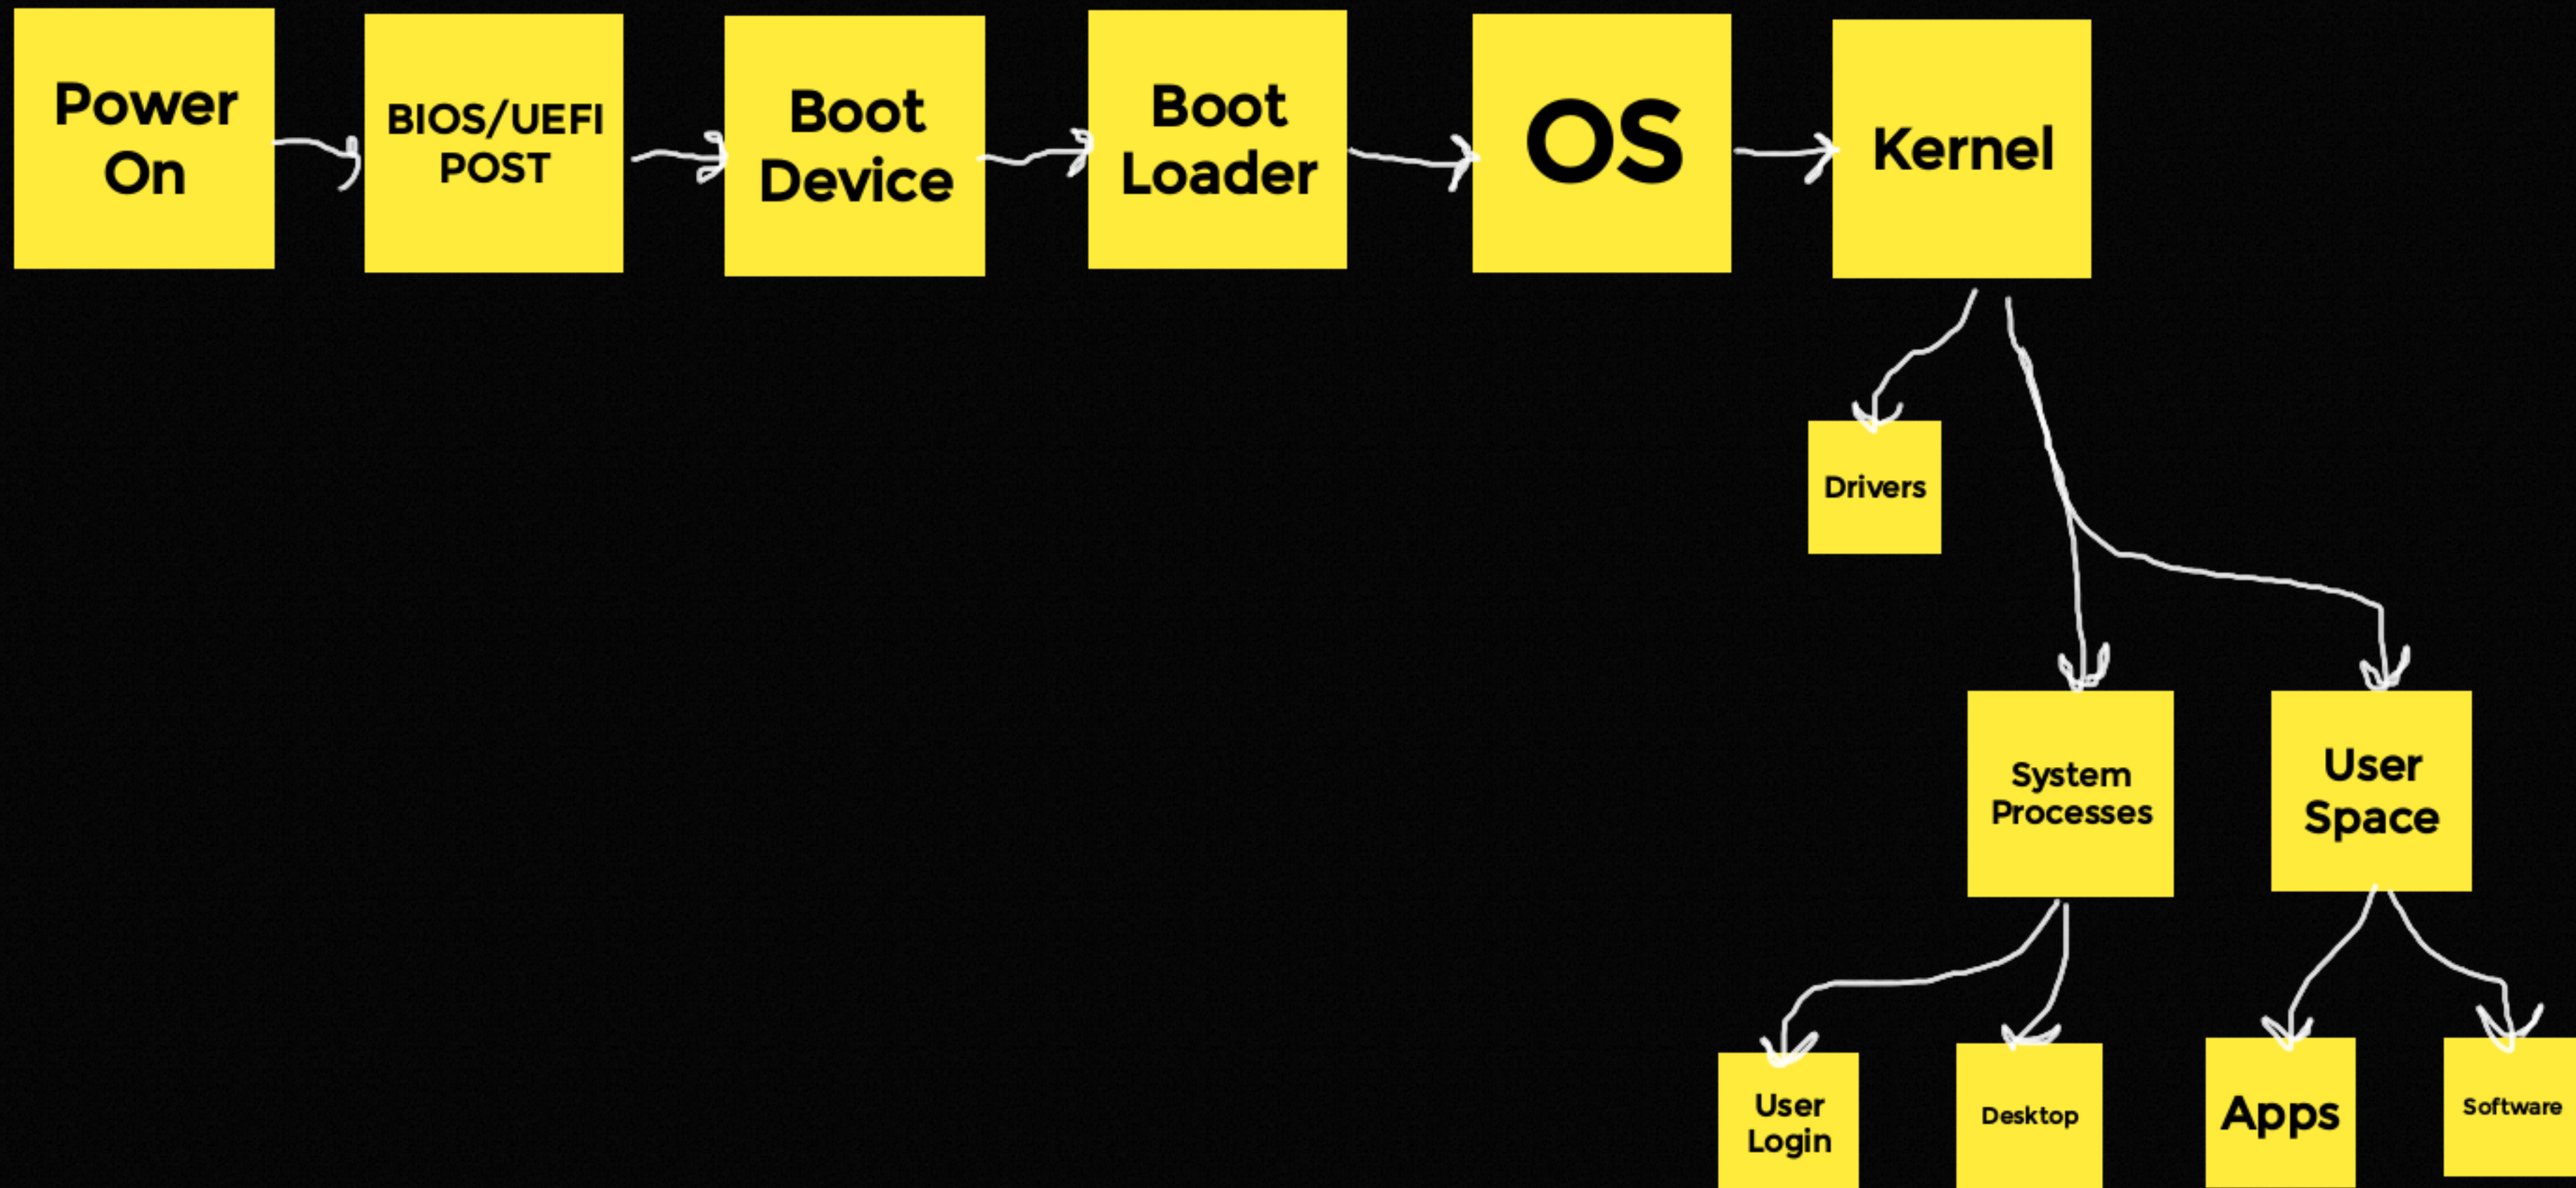 Power
On
BIOS/UEFI
POST
Boot
Device
Boot
Loader
OS
Kernel
Drivers
System
Processes
User
Space
User
Login
Desktop
Apps
Software